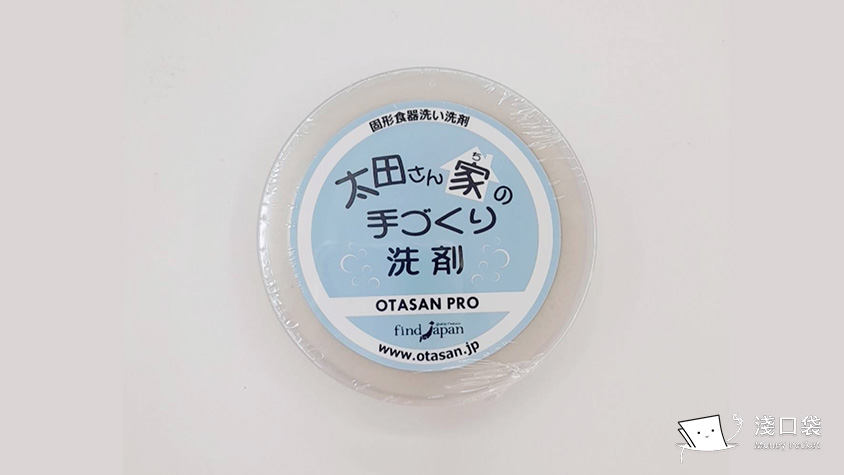 固形食器洗い洗剤
太田さん家の
ち
手づくり
洗剤
OTASAN PRO
find Japan
www.otasan.jp
淺口袋